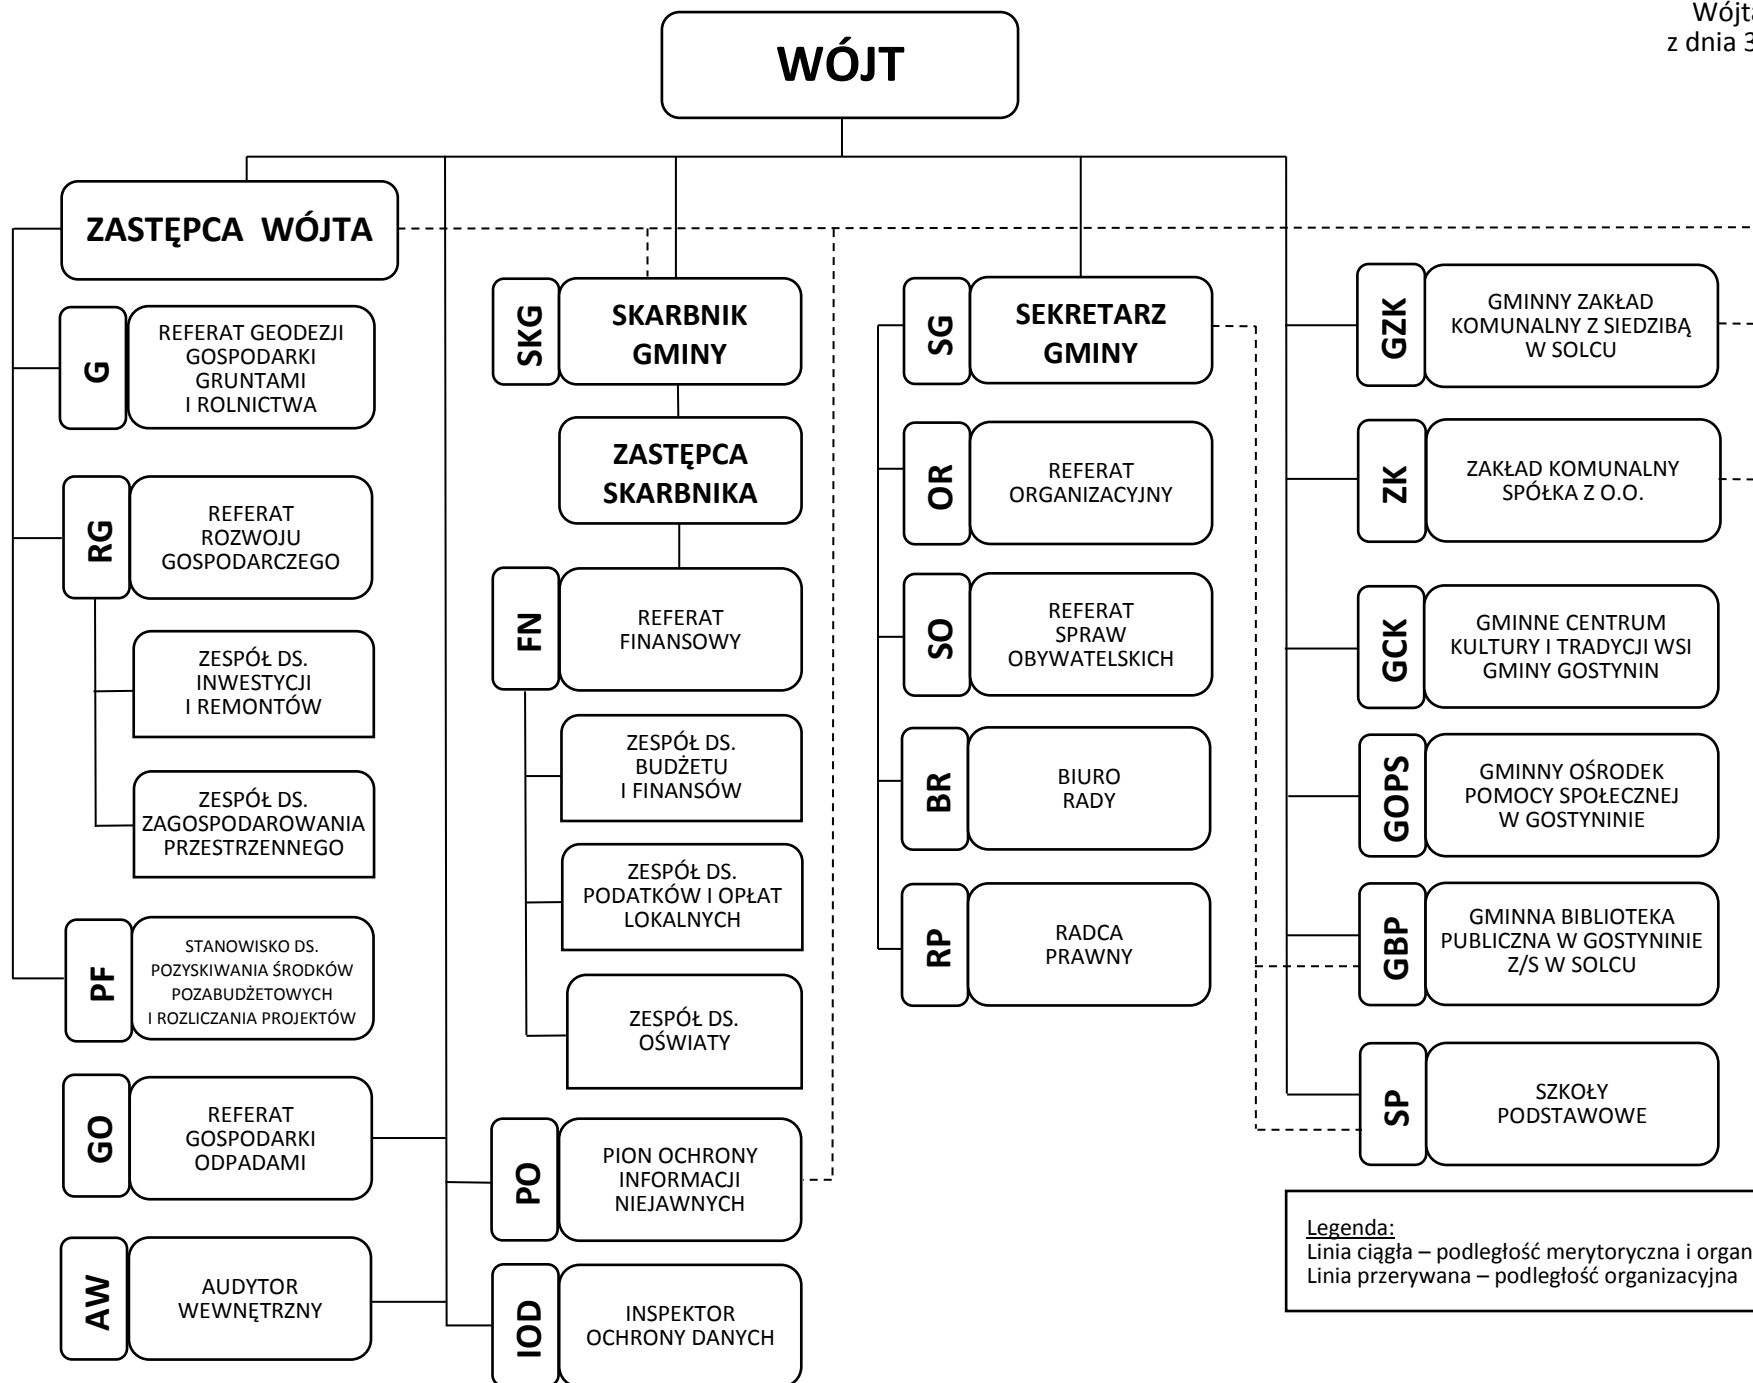 Wójta
z dnia 3
WÓJT
ZASTĘPCA WÓJTA
G
REFERAT GEODEZJI
GOSPODARKI
GRUNTAMI
I ROLNICTWA
RG
REFERAT
ROZWOJU
GOSPODARCZEGO
ZESPÓŁ DS.
INWESTYCJI
I REMONTÓW
ZESPÓŁ DS.
ZAGOSPODAROWANIA
PRZESTRZENNEGO
PF
STANOWISKO DS.
POZYSKIWANIA ŚRODKÓW
POZABUDŻETOWYCH
I ROZLICZANIA PROJEKTÓW
GO
REFERAT
GOSPODARKI
ODPADAMI
AW
AUDYTOR
WEWNĘTRZNY
SKG
SKARBNIK
GMINY
ZASTĘPCA
SKARBNIKA
FN
REFERAT
FINANSOWY
ZESPÓŁ DS.
BUDŻETU
I FINANSÓW
ZESPÓŁ DS.
PODATKÓW I OPŁAT
LOKALNYCH
ZESPÓŁ DS.
OŚWIATY
PO
PION OCHRONY
INFORMACJI
NIEJAWNYCH
IOD
INSPEKTOR
OCHRONY DANYCH
SG
SEKRETARZ
GMINY
OR
REFERAT
ORGANIZACYJNY
SO
REFERAT
SPRAW
OBYWATELSKICH
BR
BIURO
RADY
RP
RADCA
PRAWNY
GZK
GMINNY ZAKŁAD
KOMUNALNY Z SIEDZIBĄ
W SOLCU
ZK
ZAKŁAD KOMUNALNY
SPÓŁKA Z O.O.
GCK
GMINNE CENTRUM
KULTURY I TRADYCJI WSI
GMINY GOSTYNIN
GOPS
GMINNY OŚRODEK
POMOCY SPOŁECZNEJ
W GOSTYNINIE
GBP
GMINNA BIBLIOTEKA
PUBLICZNA W GOSTYNINIE
Z/S W SOLCU
SP
SZKOŁY
PODSTAWOWE
Legenda:
Linia ciągła – podległość merytoryczna i organ
Linia przerywana – podległość organizacyjna